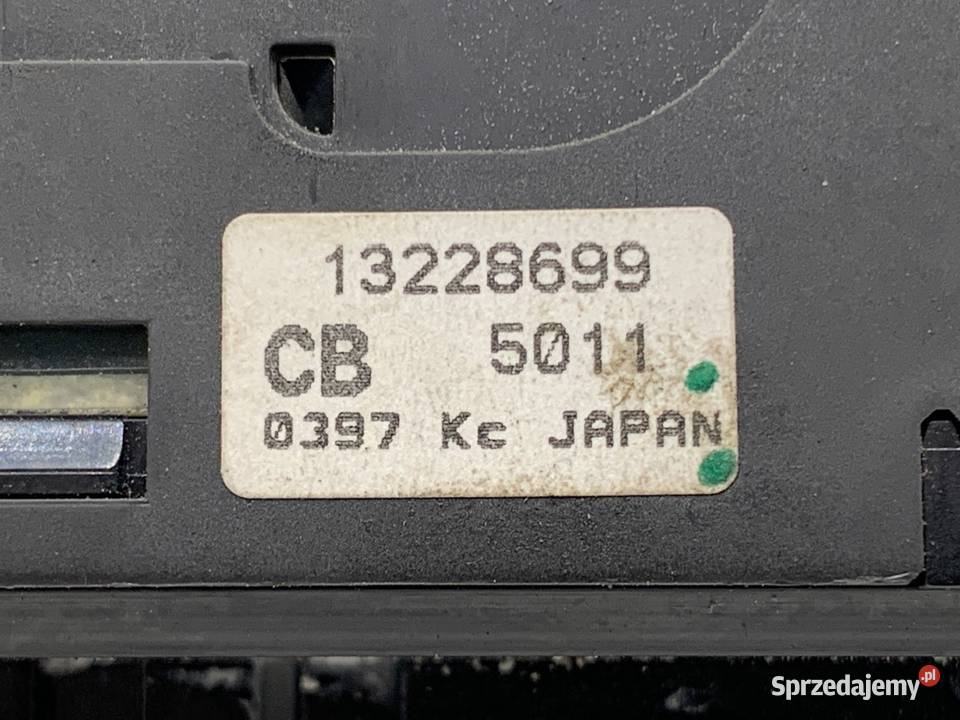 13228699
CB 5011
0397 Kc JAPAN
Sprzedajemy.pl